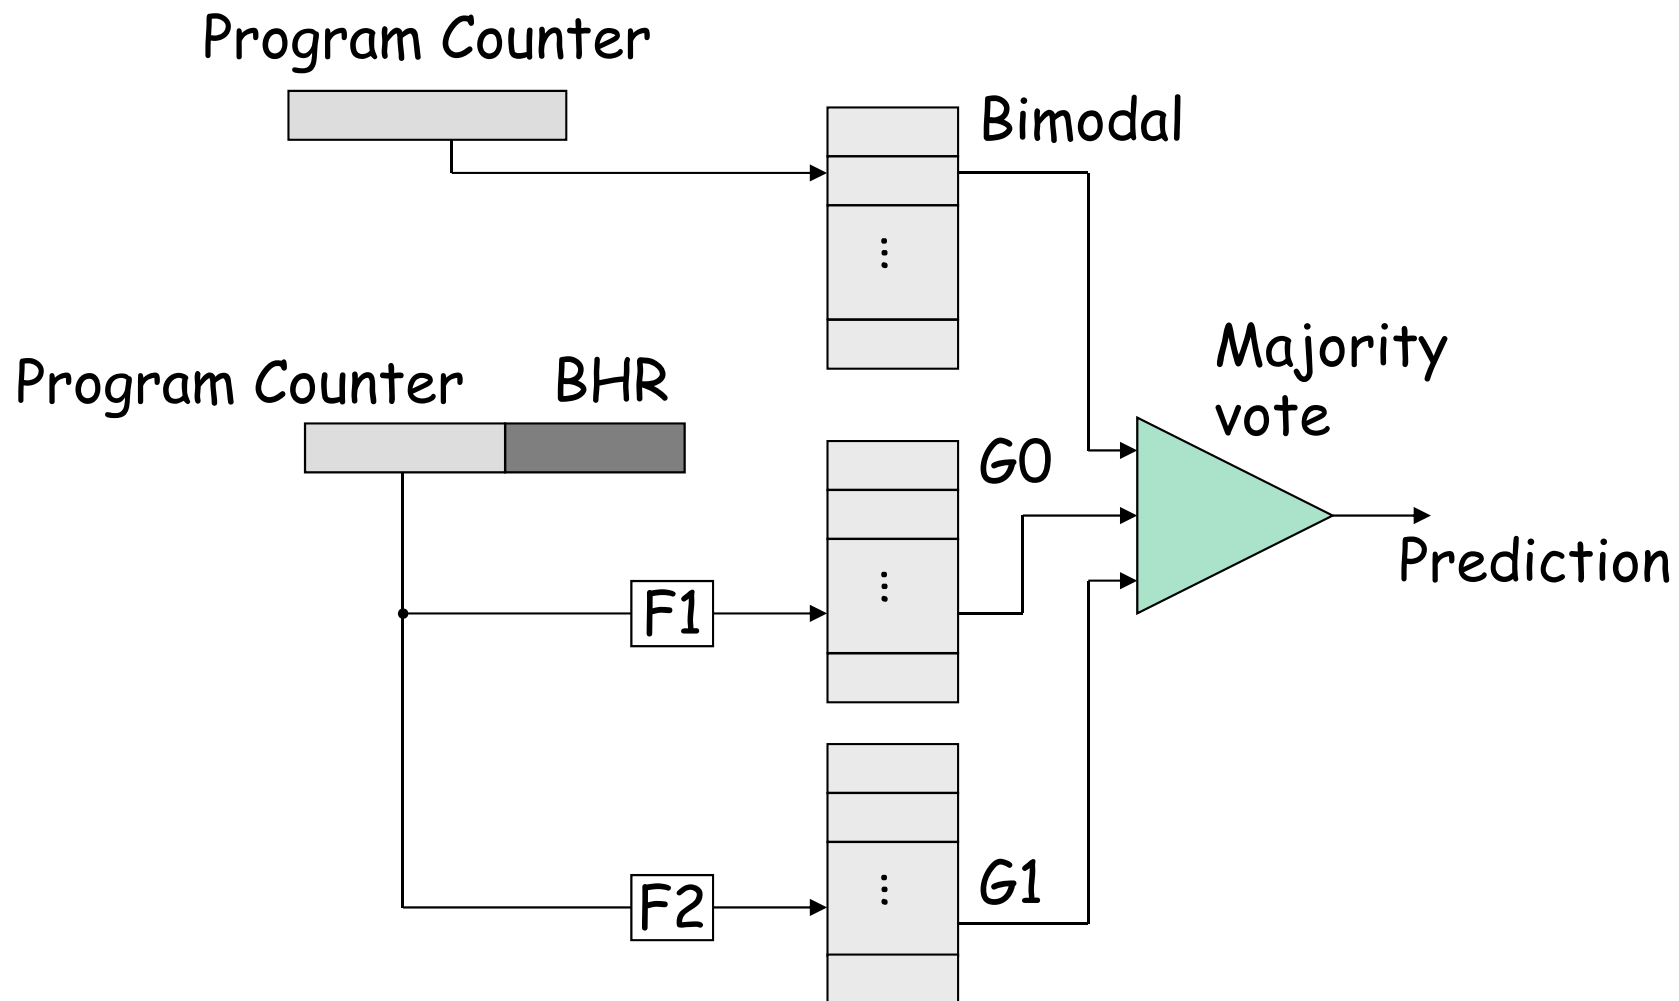 Program Counter
Bimodal
⋮
Program Counter
BHR
Majority
vote
G0
⋮
F1
Prediction
G1
⋮
F2